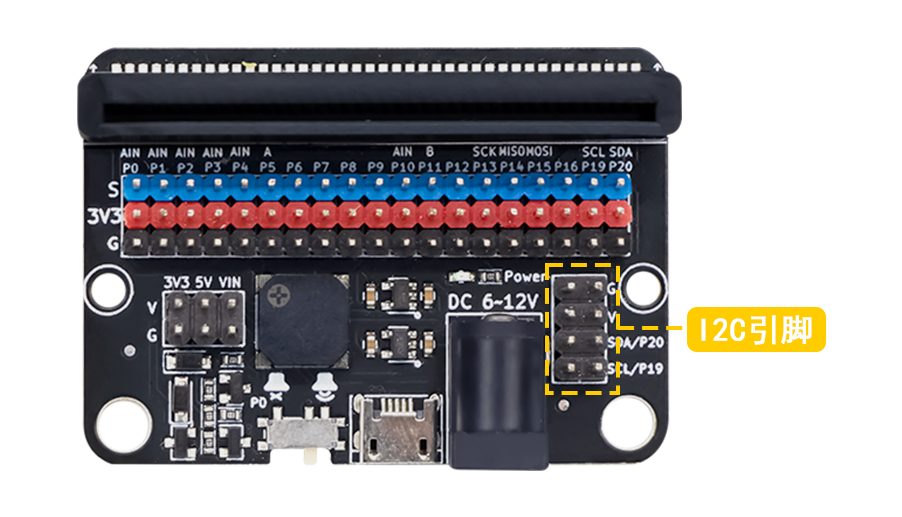 AIN AIN AIN AIN AIN A AIN B SCK MISO MOSI SCL SDA
P0 P1 P2 P3 P4 P5 P6 P7 P8 P9 P10 P11 P12 P13 P14 P15 P16 P19 P20
S
3V3
G
3V3 5V VIN
V
G
Power
DC 6~12V
G
V
SDA/P20
SCL/P19
I2C引脚
P0